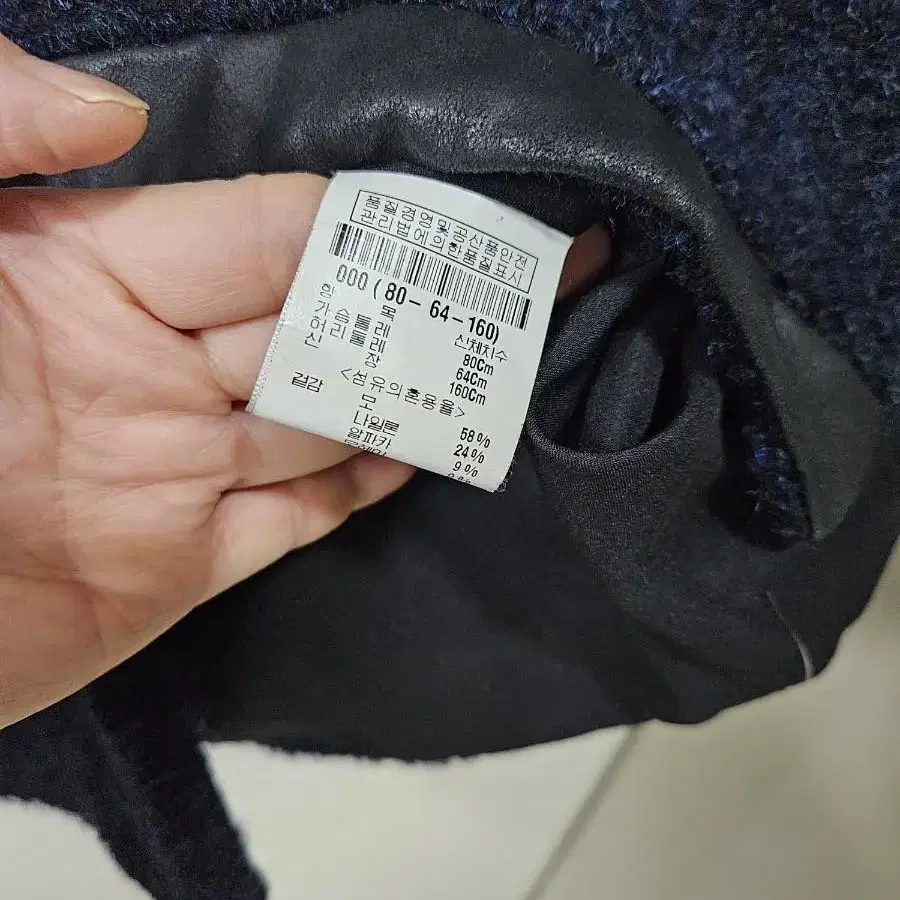 품질경영및공산품안전
관리법에의한품질표시
000 ( 80- 64-160)
항 목 신체치수
가 슴 둘 레 80Cm
허 리 둘 레 64Cm
신 장 160Cm
<섬유의혼용율>
겉감 모 58%
나일론 24%
알파카 9%